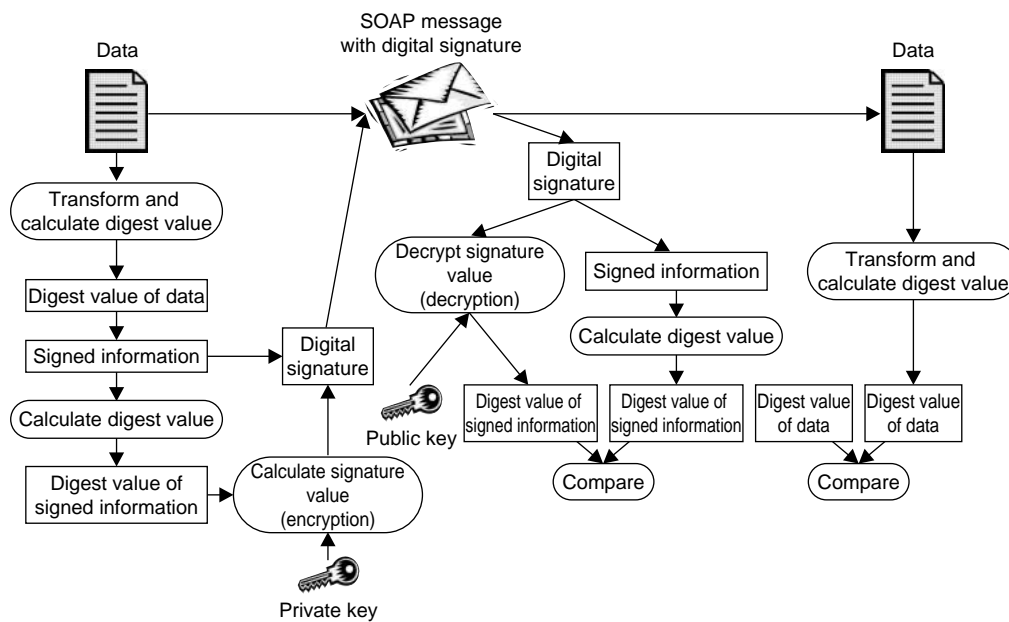 SOAP message
with digital signature
Data
Data
Digital
signature
Transform and
calculate digest value
Decrypt signature
value
(decryption)
Signed information
Transform and
calculate digest value
Digest value of data
Signed information
Digital
signature
Calculate digest value
Calculate digest value
Public key
Digest value of
signed information
Digest value of
signed information
Digest value
of data
Digest value
of data
Digest value of
signed information
Calculate signature
value
(encryption)
Compare
Compare
Private key